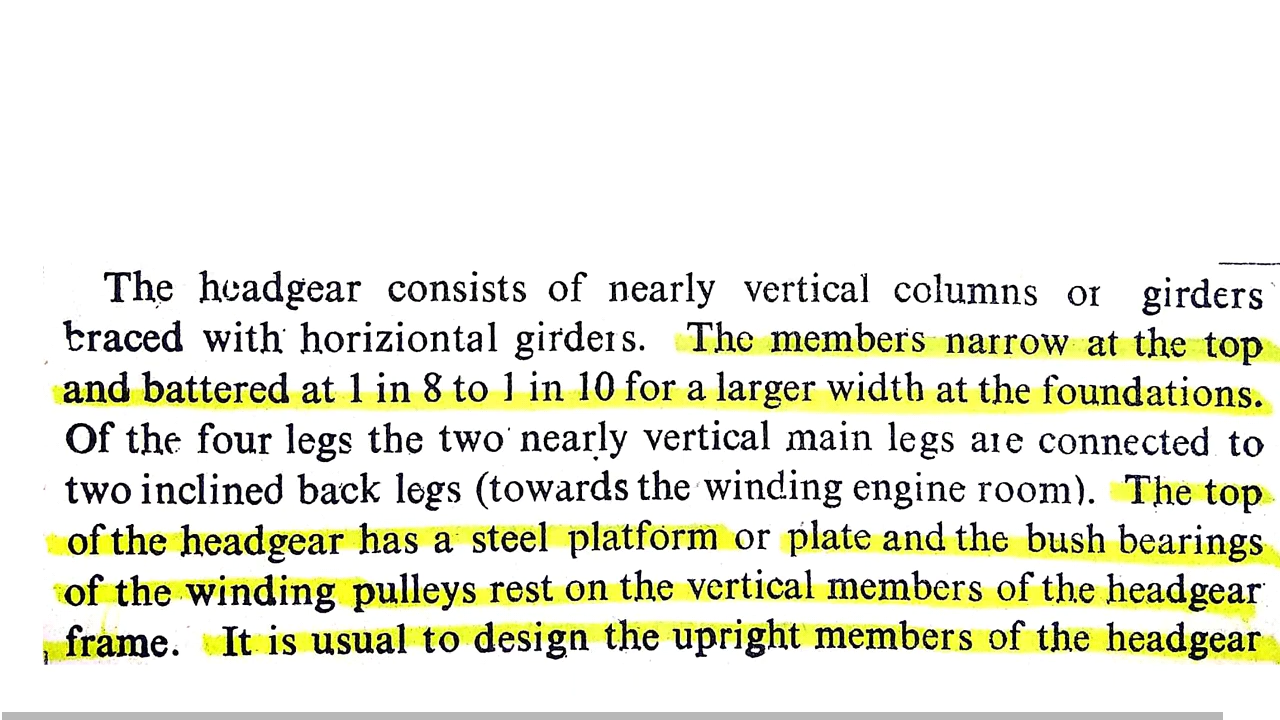 The headgear consists of nearly vertical columns or girders
braced with horiziontal girders. The members narrow at the top
and battered at 1 in 8 to 1 in 10 for a larger width at the foundations.
Of the four legs the two nearly vertical main legs are connected to
two inclined back legs (towards the winding engine room). The top
of the headgear has a steel platform or plate and the bush bearings
of the winding pulleys rest on the vertical members of the headgear
frame. It is usual to design the upright members of the headgear